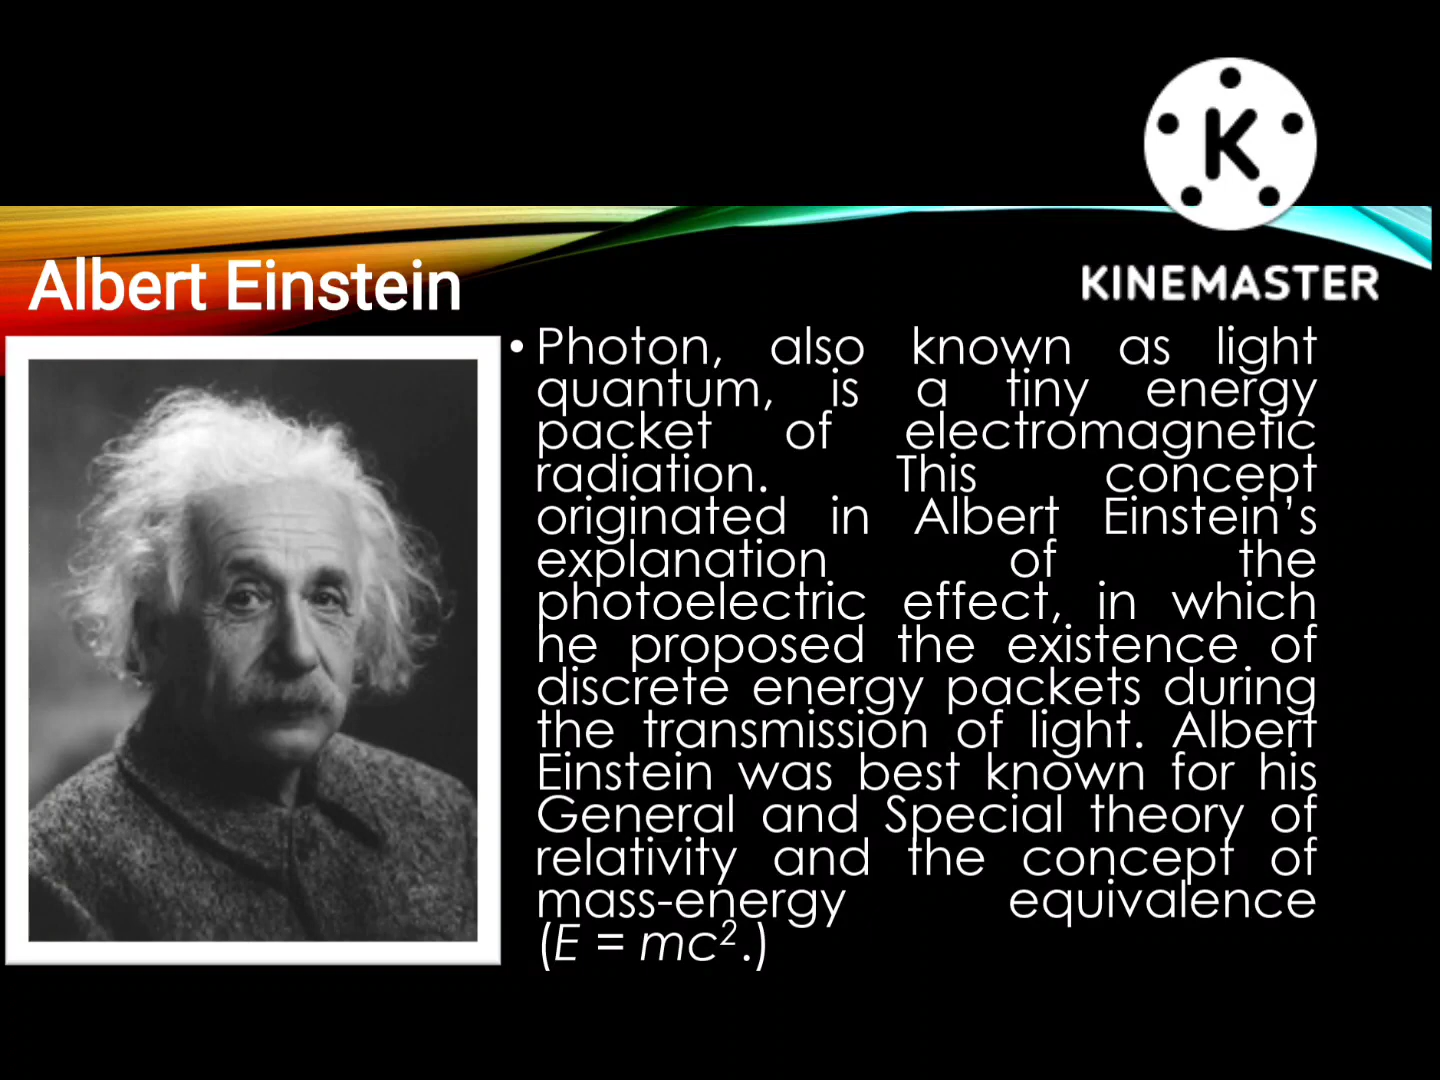 K
KINEMASTER
Albert Einstein
• Photon, also known as light
quantum, is a tiny energy
packet of electromagnetic
radiation. This concept
originated in Albert Einstein’s
explanation of the
photoelectric effect, in which
he proposed the existence of
discrete energy packets during
the transmission of light. Albert
Einstein was best known for his
General and Special theory of
relativity and the concept of
mass-energy equivalence
(E = mc².)